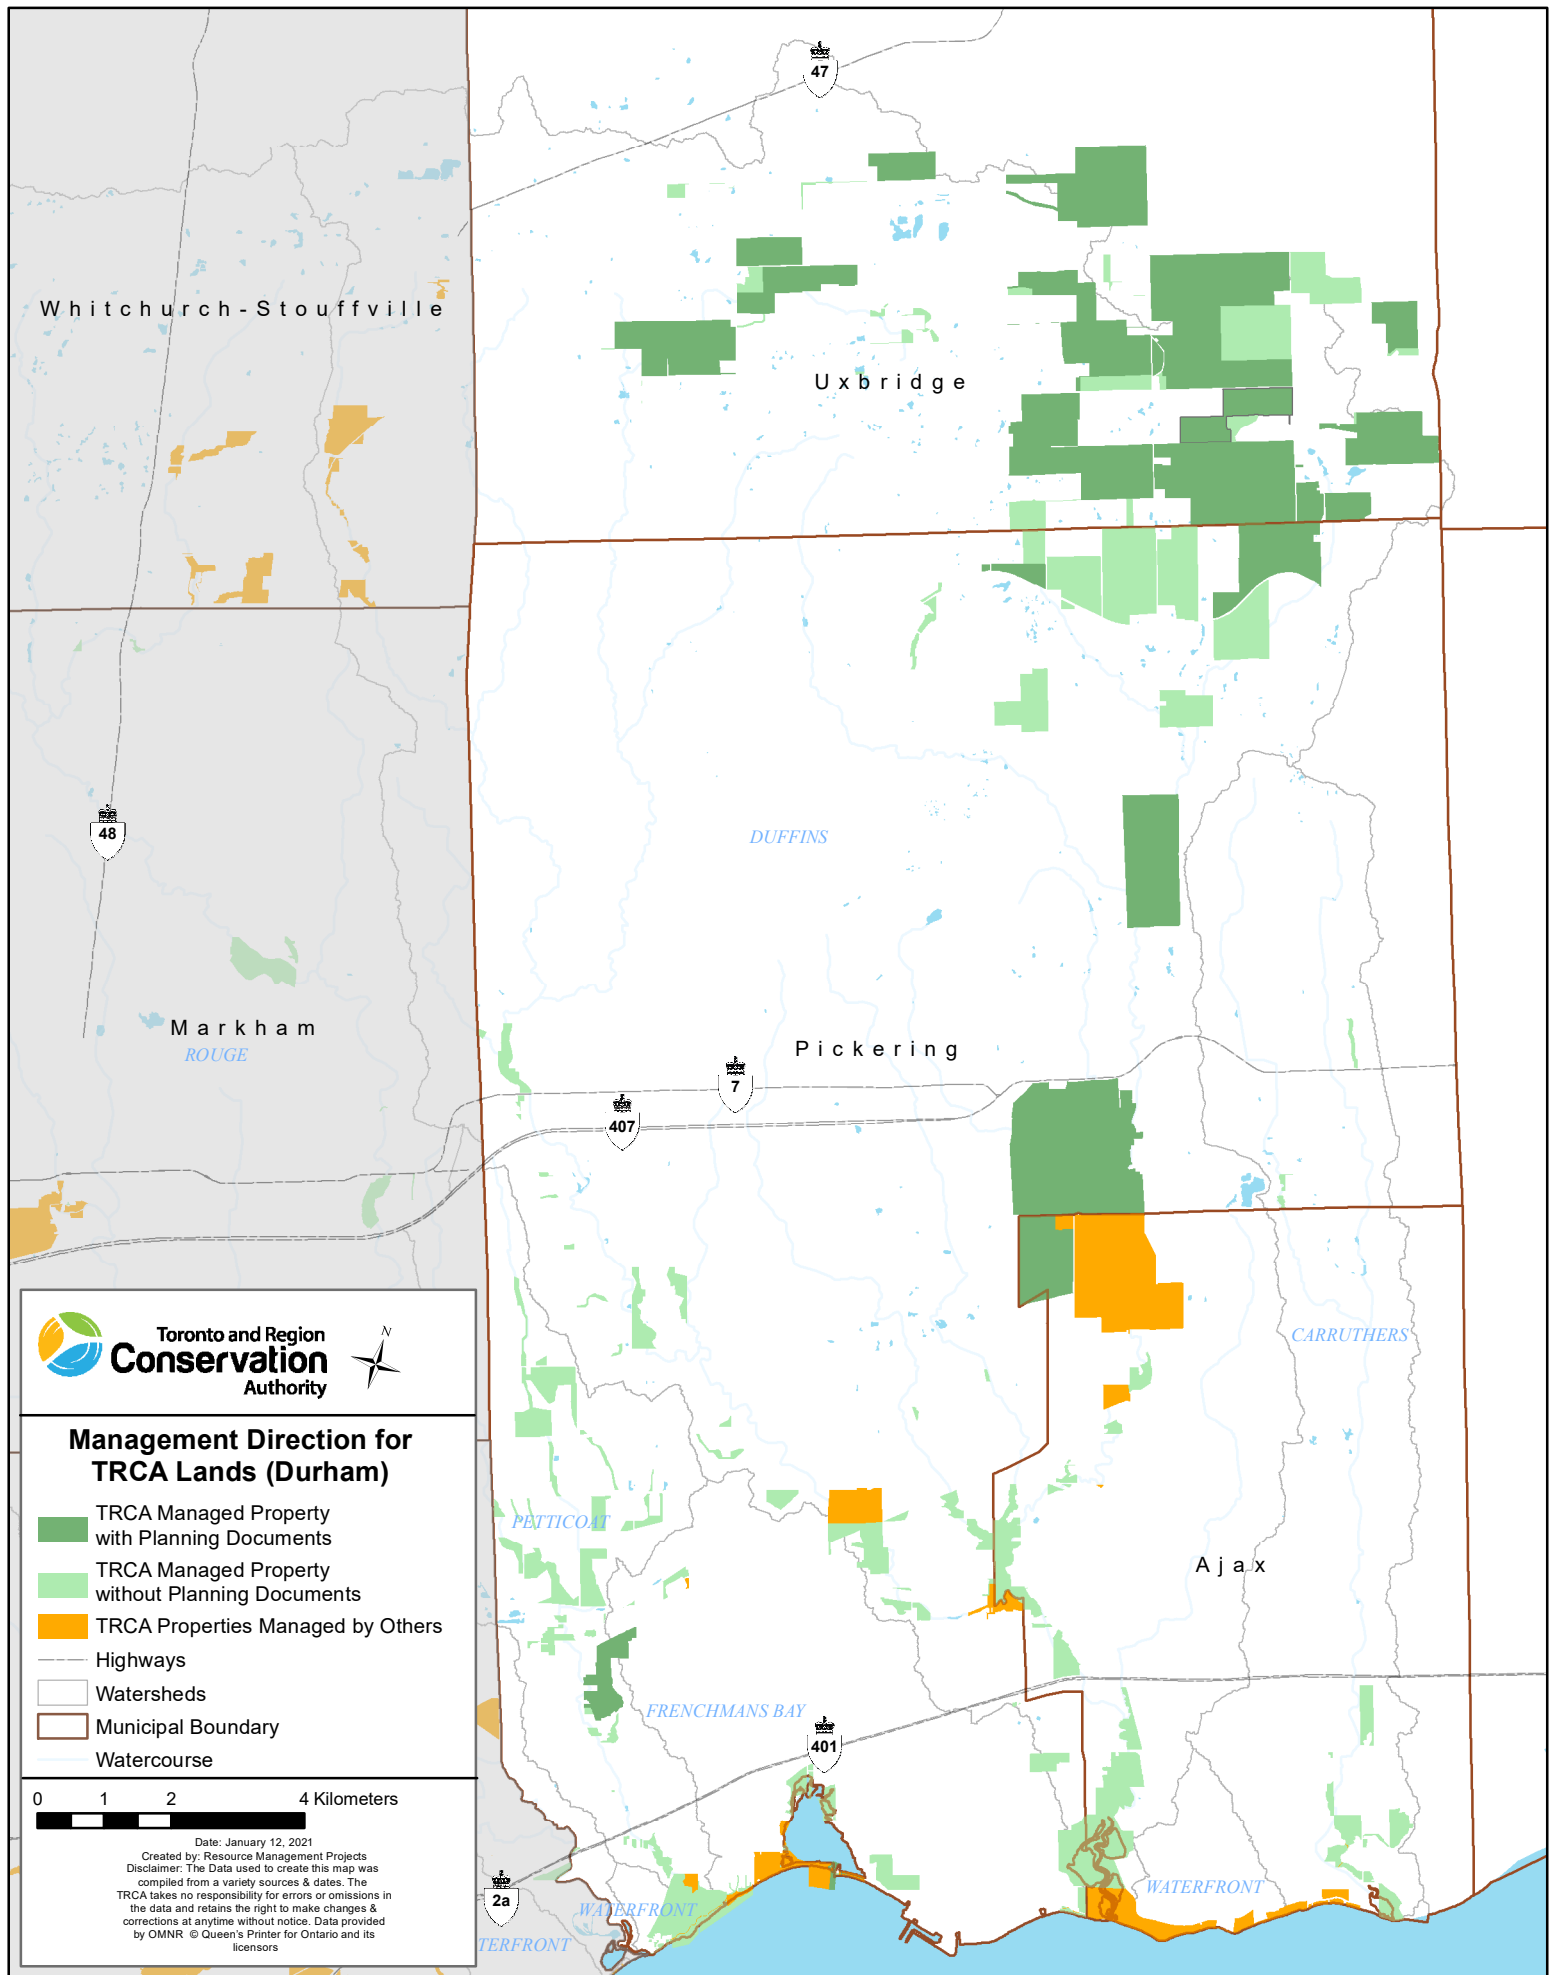 47
Whitchurch-Stouffville
Uxbridge
DUFFINS
48
Markham
ROUGE
Pickering
7
407
CARRUTHERS
PETTICOAT
Ajax
FRENCHMANS BAY
401
2a
WATERFRONT
WATERFRONT
TERFRONT
Toronto and Region
Conservation
Authority
N
Management Direction for
TRCA Lands (Durham)
TRCA Managed Property
with Planning Documents
TRCA Managed Property
without Planning Documents
TRCA Properties Managed by Others
Highways
Watersheds
Municipal Boundary
Watercourse
0 1 2 4 Kilometers
Date: January 12, 2021
Created by: Resource Management Projects
Disclaimer: The Data used to create this map was
compiled from a variety sources & dates. The
TRCA takes no responsibility for errors or omissions in
the data and retains the right to make changes &
corrections at anytime without notice. Data provided
by OMNR © Queen's Printer for Ontario and its
licensors